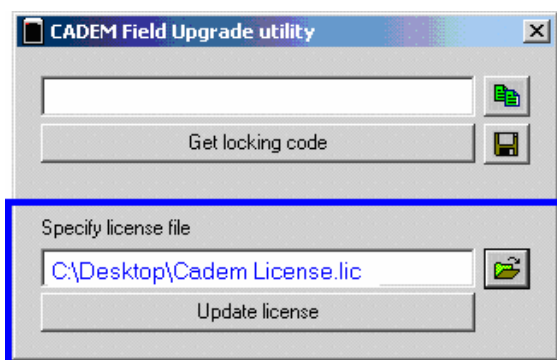 CADEM Field Upgrade utility
Get locking code
Specify license file
C:\Desktop\Cadem License.lic
Update license